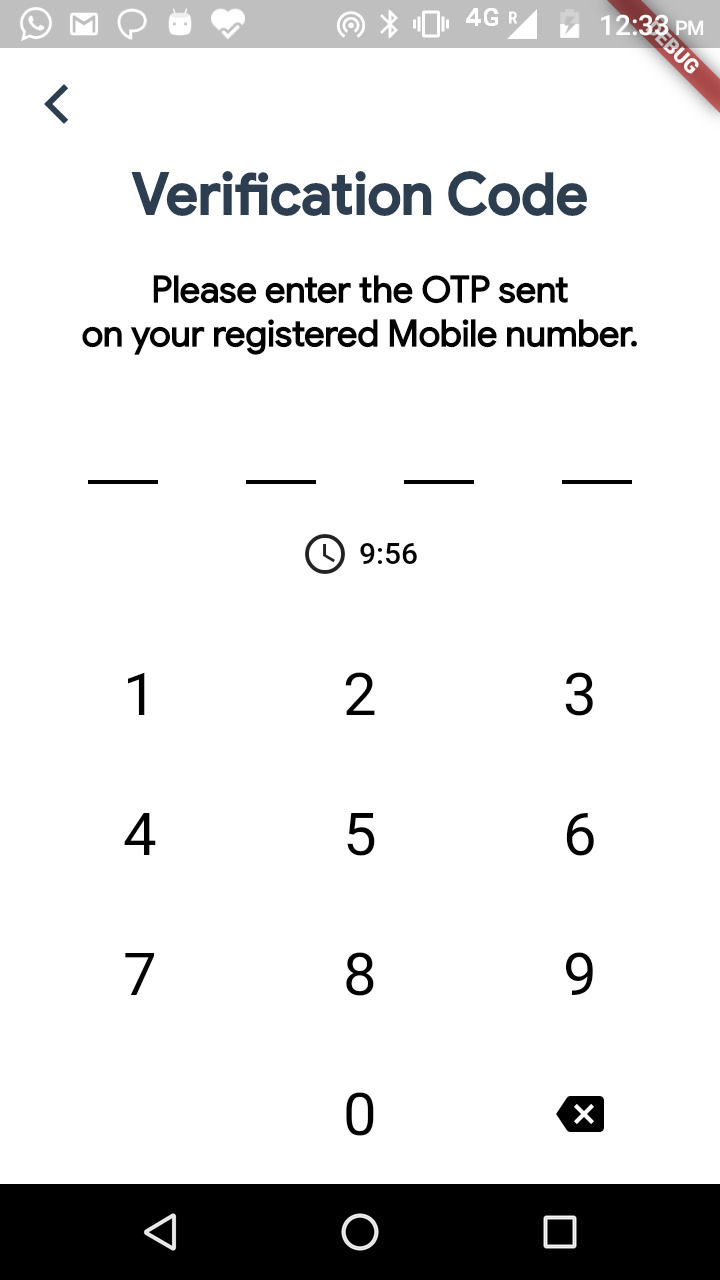 4G R 12:33 PM
DEBUG
Verification Code
Please enter the OTP sent
on your registered Mobile number.
9:56
1 2 3
4 5 6
7 8 9
0